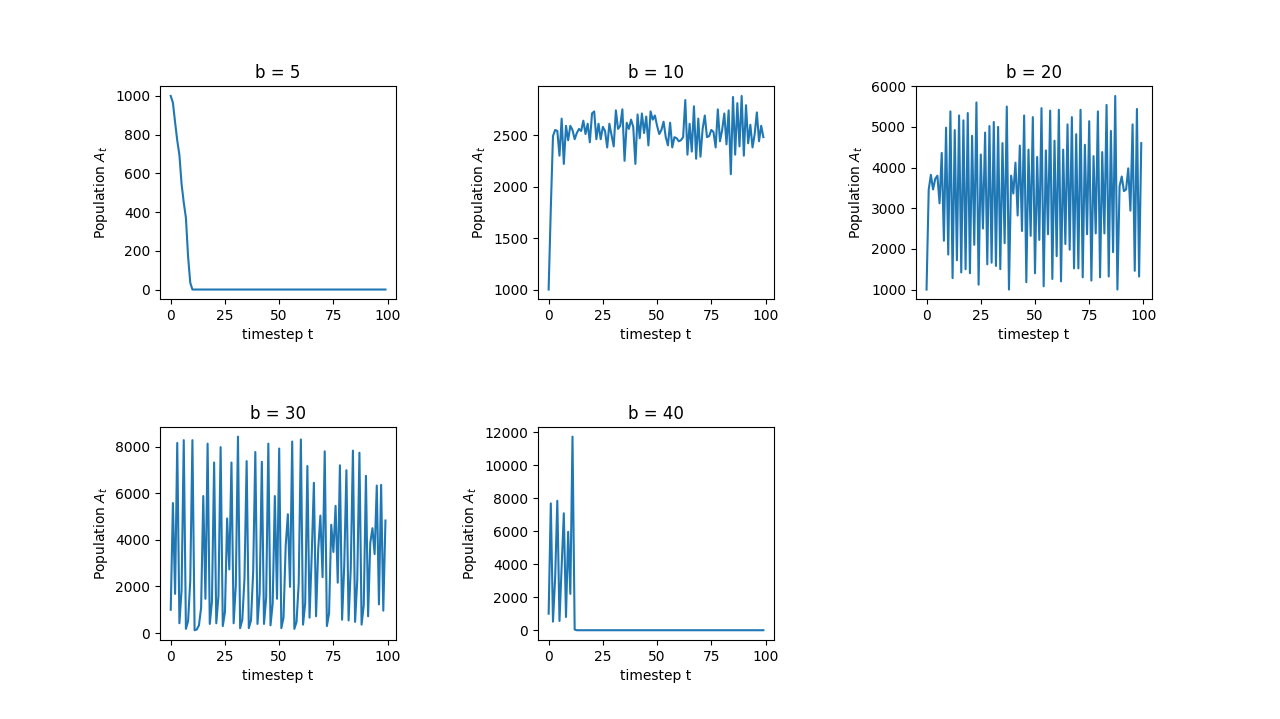 b = 5
b = 10
b = 20
1000
800
600
400
200
0
Population A_t
0 25 50 75 100
timestep t
2500
2000
1500
1000
Population A_t
0 25 50 75 100
timestep t
6000
5000
4000
3000
2000
1000
Population A_t
0 25 50 75 100
timestep t
b = 30
b = 40
8000
6000
4000
2000
0
Population A_t
0 25 50 75 100
timestep t
12000
10000
8000
6000
4000
2000
0
Population A_t
0 25 50 75 100
timestep t